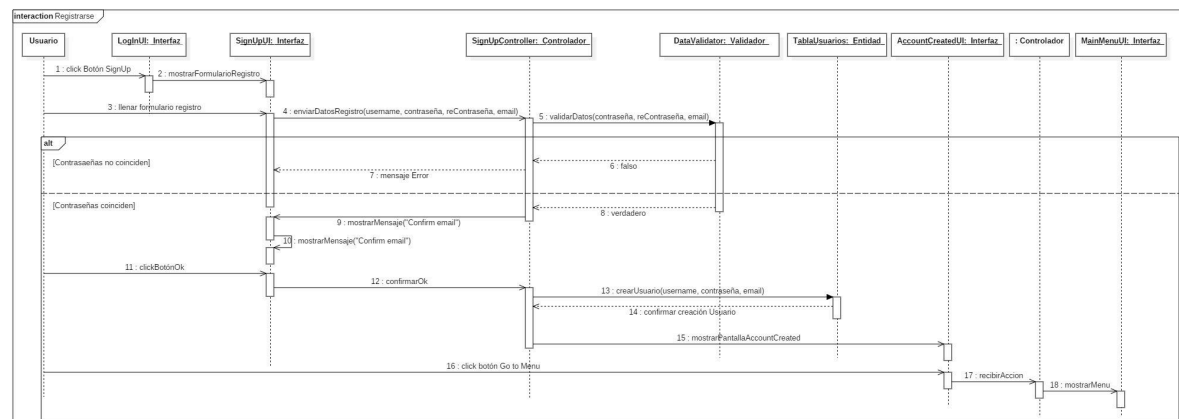 interaction Registrarse
Usuario
LogInUI: Interfaz
SignUpUI: Interfaz
SignUpController: Controlador
DataValidator: Validador
TablaUsuarios: Entidad
AccountCreatedUI: Interfaz
: Controlador
MainMenuUI: Interfaz
1 : click Botón SignUp
2 : mostrarFormularioRegistro
3 : llenar formulario registro
4 : enviarDatosRegistro(username, contraseña, reContraseña, email)
5 : validarDatos(contraseña, reContraseña, email)
alt
[Contrasaeñas no coinciden]
6 : falso
7 : mensaje Error
[Contraseñas coinciden]
8 : verdadero
9 : mostrarMensaje("Confirm email")
10 : mostrarMensaje("Confirm email")
11 : clickBotónOk
12 : confirmarOk
13 : crearUsuario(username, contraseña, email)
14 : confirmar creación Usuario
15 : mostrarPantallaAccountCreated
16 : click botón Go to Menu
17 : recibirAccion
18 : mostrarMenu